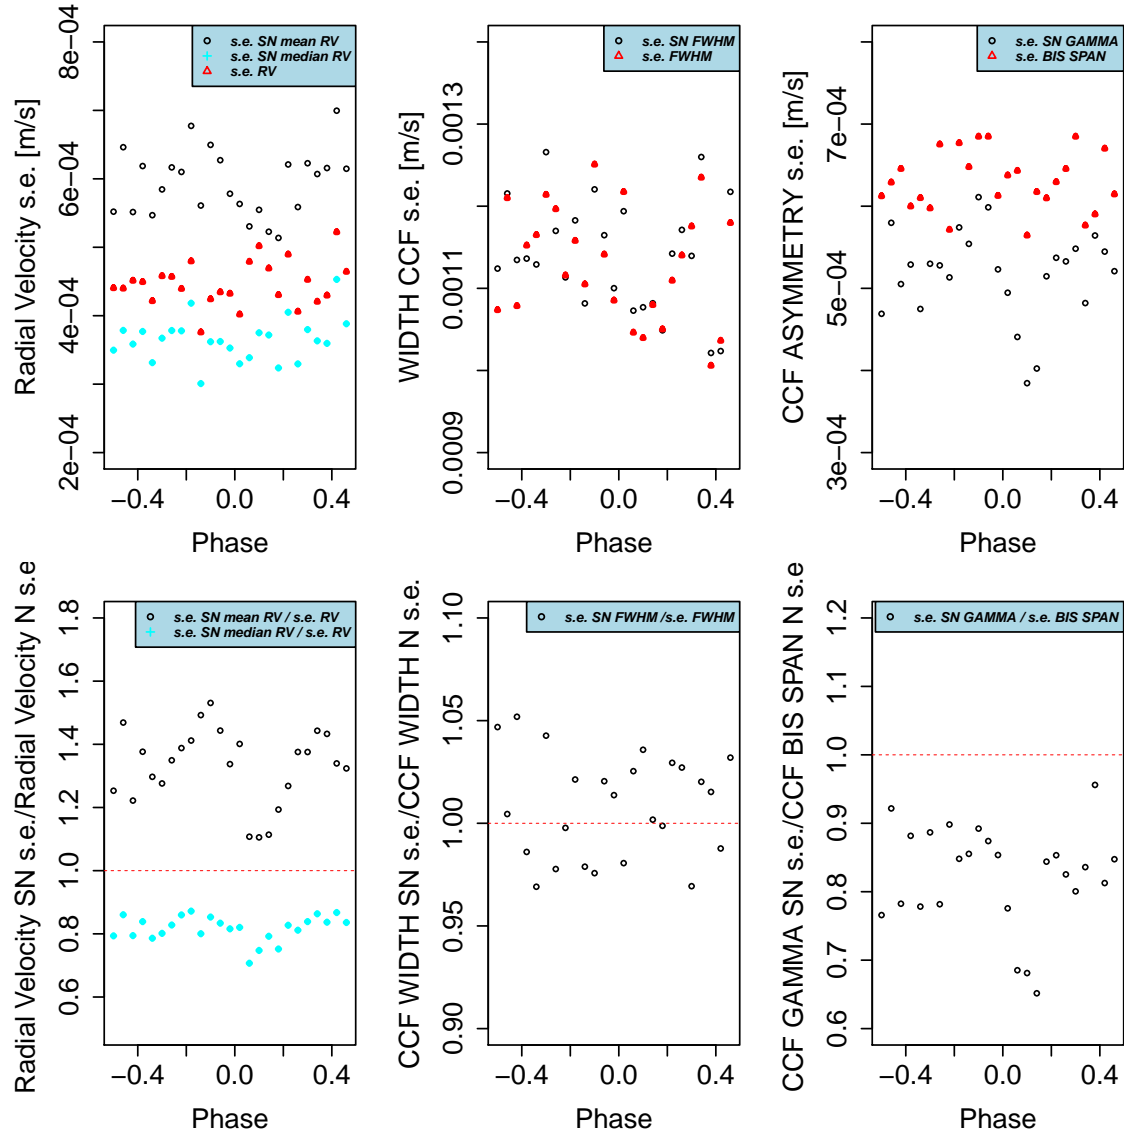 Radial Velocity s.e. [m/s]
8e−04
6e−04
4e−04
2e−04
s.e. SN mean RV
s.e. SN median RV
s.e. RV
−0.4 0.0 0.4
Phase
WIDTH CCF s.e. [m/s]
0.0013
0.0011
0.0009
s.e. SN FWHM
s.e. FWHM
−0.4 0.0 0.4
Phase
CCF ASYMMETRY s.e. [m/s]
7e−04
5e−04
3e−04
s.e. SN GAMMA
s.e. BIS SPAN
−0.4 0.0 0.4
Phase
Radial Velocity SN s.e./Radial Velocity N s.e
1.8
1.6
1.4
1.2
1.0
0.8
0.6
s.e. SN mean RV / s.e. RV
s.e. SN median RV / s.e. RV
−0.4 0.0 0.4
Phase
CCF WIDTH SN s.e./CCF WIDTH N s.e.
1.10
1.05
1.00
0.95
0.90
s.e. SN FWHM /s.e. FWHM
−0.4 0.0 0.4
Phase
CCF GAMMA SN s.e./CCF BIS SPAN N s.e
1.2
1.1
1.0
0.9
0.8
0.7
0.6
s.e. SN GAMMA / s.e. BIS SPAN
−0.4 0.0 0.4
Phase